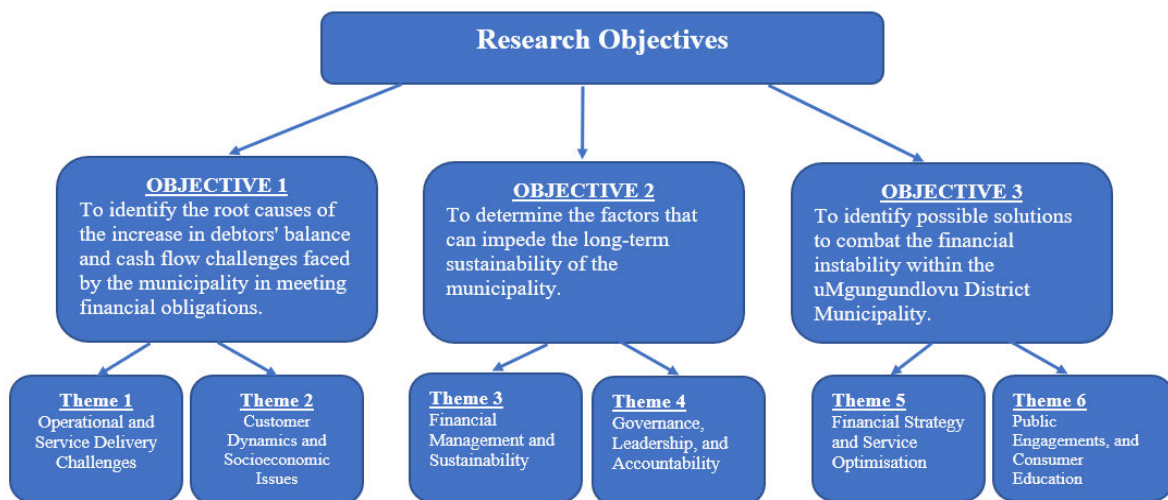 Research Objectives
OBJECTIVE 1
To identify the root causes of
the increase in debtors' balance
and cash flow challenges faced
by the municipality in meeting
financial obligations.
OBJECTIVE 2
To determine the factors that
can impede the long-term
sustainability of the
municipality.
OBJECTIVE 3
To identify possible solutions
to combat the financial
instability within the
uMgungundlovu District
Municipality.
Theme 1
Operational and
Service Delivery
Challenges
Theme 2
Customer
Dynamics and
Socioeconomic
Issues
Theme 3
Financial
Management and
Sustainability
Theme 4
Governance,
Leadership, and
Accountability
Theme 5
Financial Strategy
and Service
Optimisation
Theme 6
Public
Engagements, and
Consumer
Education